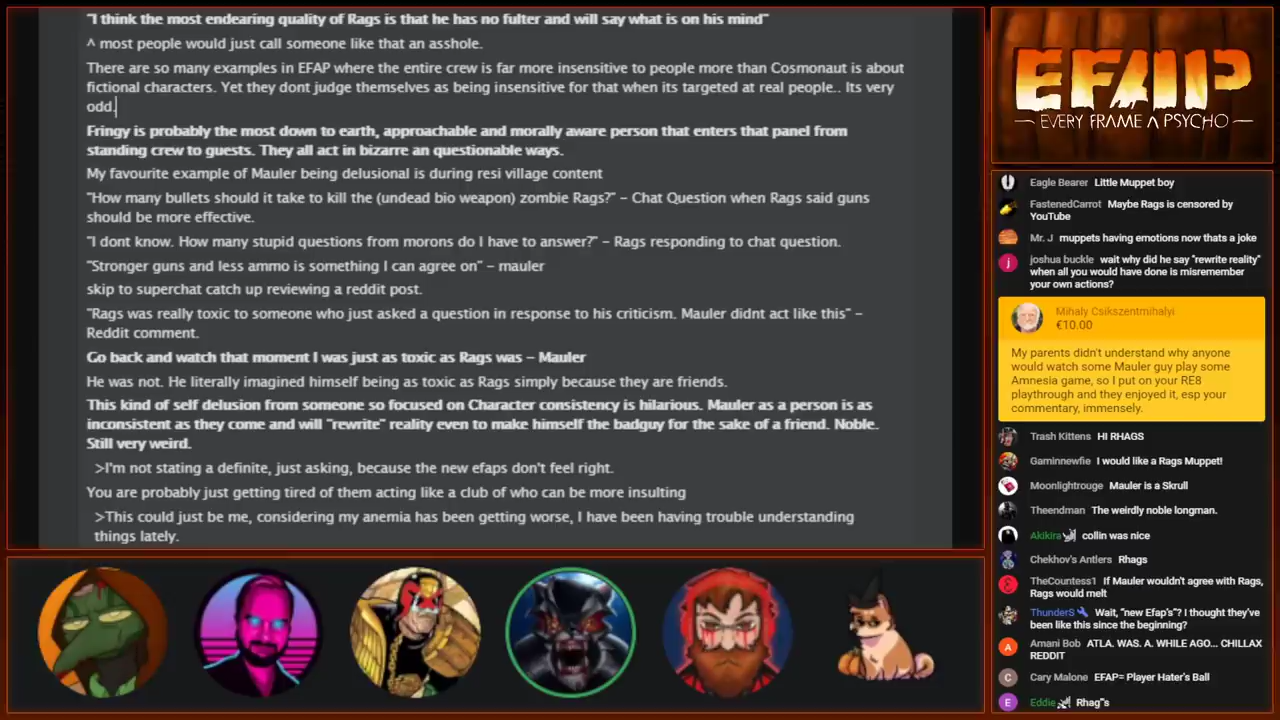 "I think the most endearing quality of Rags is that he has no fulter and will say what is on his mind"
^ most people would just call someone like that an asshole.
There are so many examples in EFAP where the entire crew is far more insensitive to people more than Cosmonaut is about
fictional characters. Yet they dont judge themselves as being insensitive for that when its targeted at real people.. Its very
odd.
Fringy is probably the most down to earth, approachable and morally aware person that enters that panel from
standing crew to guests. They all act in bizarre an questionable ways.
My favourite example of Mauler being delusional is during resi village content
"How many bullets should it take to kill the (undead bio weapon) zombie Rags?" – Chat Question when Rags said guns
should be more effective.
"I dont know. How many stupid questions from morons do I have to answer?" – Rags responding to chat question.
"Stronger guns and less ammo is something I can agree on" – mauler
skip to superchat catch up reviewing a reddit post.
"Rags was really toxic to someone who just asked a question in response to his criticism. Mauler didnt act like this" –
Reddit comment.
Go back and watch that moment I was just as toxic as Rags was – Mauler
He was not. He literally imagined himself being as toxic as Rags simply because they are friends.
This kind of self delusion from someone so focused on Character consistency is hilarious. Mauler as a person is as
inconsistent as they come and will "rewrite" reality even to make himself the badguy for the sake of a friend. Noble.
Still very weird.
>I'm not stating a definite, just asking, because the new efaps don't feel right.
You are probably just getting tired of them acting like a club of who can be more insulting
>This could just be me, considering my anemia has been getting worse, I have been having trouble understanding
things lately.
EFAP
EVERY FRAME A PSYCHO
Eagle Bearer Little Muppet boy
FastenedCarrot Maybe Rags is censored by
YouTube
Mr. J muppets having emotions now thats a joke
joshua buckle wait why did he say "rewrite reality"
when all you would have done is misremember
your own actions?
Mihaly Csikszentmihalyi
€10.00
My parents didn't understand why anyone
would watch some Mauler guy play some
Amnesia game, so I put on your RE8
playthrough and they enjoyed it, esp your
commentary, immensely.
Trash Kittens HI RHAGS
Gaminnewfie I would like a Rags Muppet!
Moonlightrouge Mauler is a Skrull
Theendman The weirdly noble longman.
Akikira collin was nice
Chekhov's Antlers Rhags
TheCountess1 If Mauler wouldn't agree with Rags,
Rags would melt
ThunderS Wait, "new Efap's"? I thought they've
been like this since the beginning?
A Amani Bob ATLA. WAS. A. WHILE AGO... CHILLAX
REDDIT
C Cary Malone EFAP= Player Hater's Ball
E Eddie Rhag"s